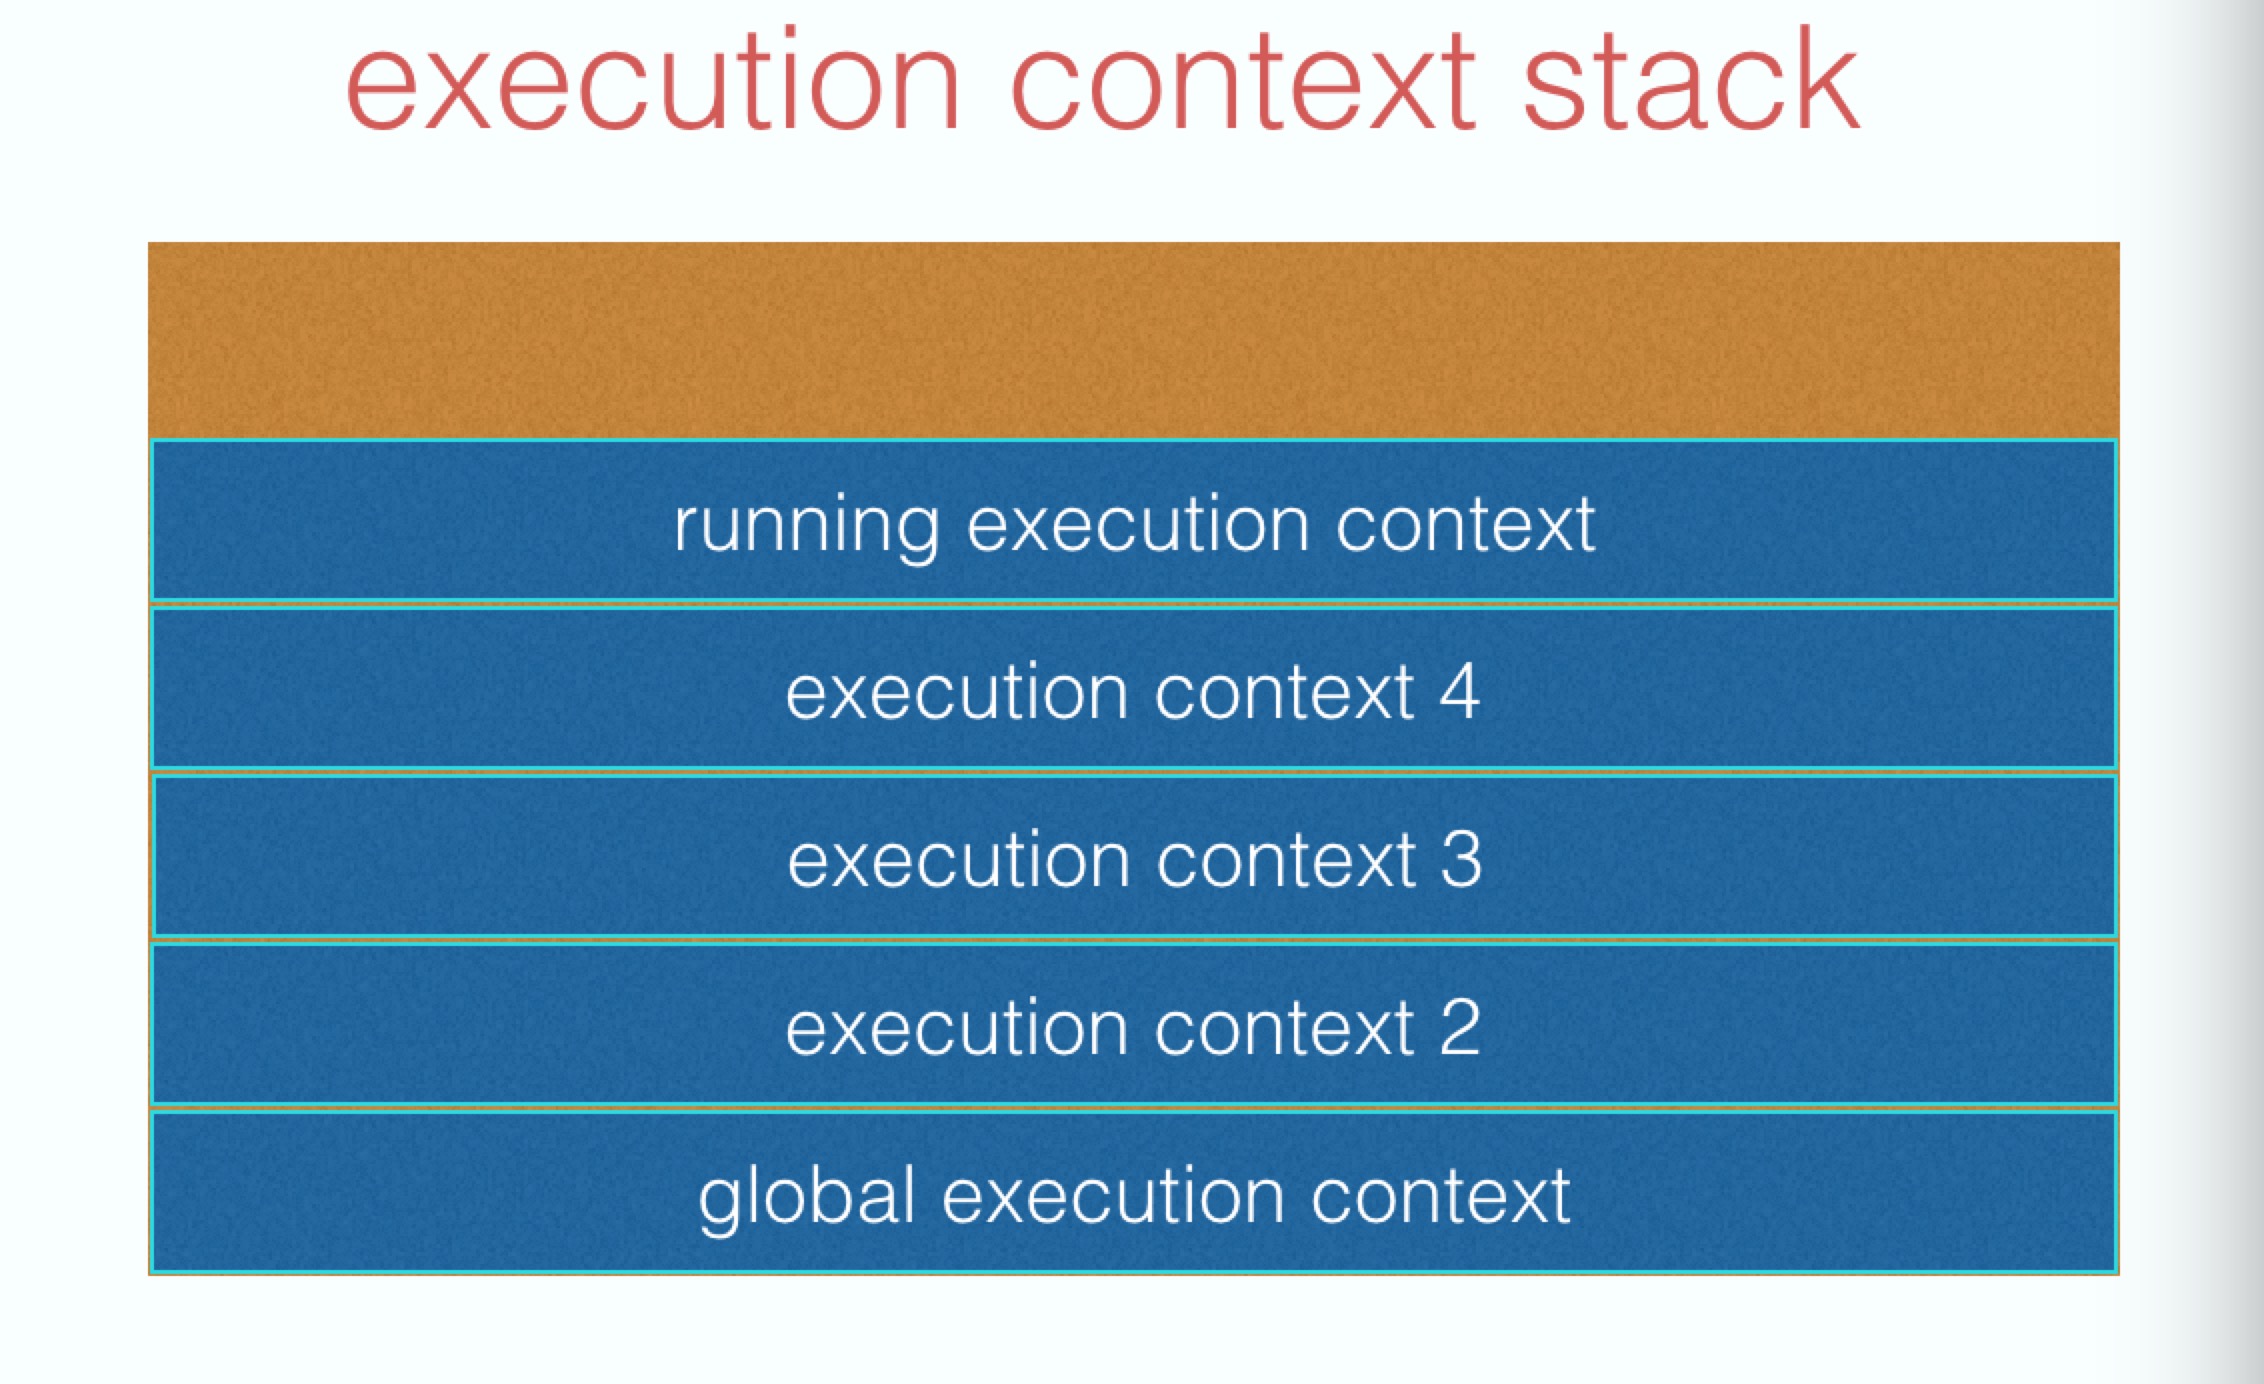 execution context stack
running execution context
execution context 4
execution context 3
execution context 2
global execution context